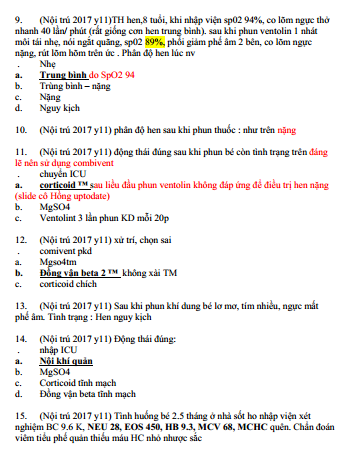 9. (Nội trú 2017 y11)TH hen,8 tuổi, khi nhập viện sp02 94%, co lõm ngực thở
nhanh 40 lần/ phút (rất giống cơn hen trung bình). sau khi phun ventolin 1 nhát
môi tái nhẹ, nói ngắt quãng, sp02 89%, phổi giảm phế âm 2 bên, co lõm ngực
nặng, rút lõm hõm trên ức . Phân độ hen lúc nv
. Nhẹ
a. Trung bình do SpO2 94
b. Trùng bình – nặng
c. Nặng
d. Nguy kịch
10. (Nội trú 2017 y11) phân độ hen sau khi phun thuốc : như trên nặng
11. (Nội trú 2017 y11) động thái đúng sau khi phun bé còn tình trạng trên đáng
lẽ nên sử dụng combivent
. chuyển ICU
a. corticoid ™ sau liều đầu phun ventolin không đáp ứng để điều trị hen nặng
(slide cô Hồng uptodate)
b. MgSO4
c. Ventolint 3 lần phun KD mỗi 20p
12. (Nội trú 2017 y11) xử trí, chọn sai
. comivent pkd
a. Mgso4tm
b. Đồng vận beta 2 ™ không xài TM
c. corticoid chích
13. (Nội trú 2017 y11) Sau khi phun khí dung bé lơ mơ, tím nhiều, ngực mất
phế âm. Tình trạng : Hen nguy kịch
14. (Nội trú 2017 y11) Động thái đúng:
. nhập ICU
a. Nội khí quản
b. MgSO4
c. Corticoid tĩnh mạch
d. Đồng vận beta tĩnh mạch
15. (Nội trú 2017 y11) Tình huống bé 2.5 tháng ở nhà sốt ho nhập viện xét
nghiệm BC 9.6 K, NEU 28, EOS 450, HB 9.3, MCV 68, MCHC quên. Chẩn đoán
viêm tiểu phế quản thiếu máu HC nhỏ nhược sắc